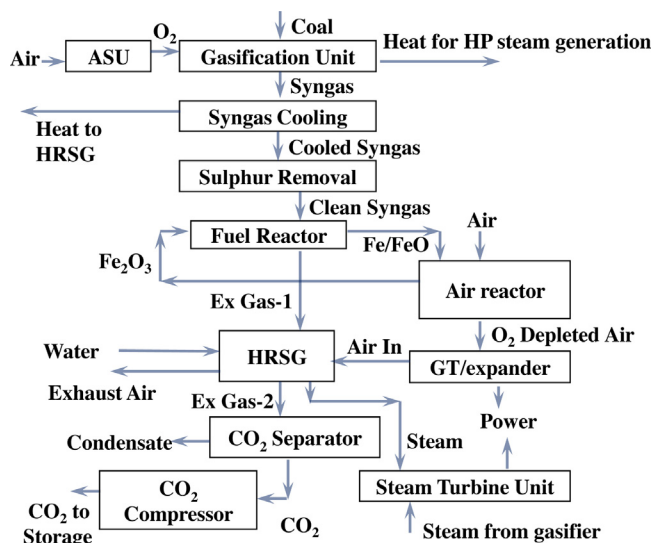 Coal
O₂
Air
ASU
Gasification Unit
Heat for HP steam generation
Syngas
Syngas Cooling
Heat to
HRSG
Cooled Syngas
Sulphur Removal
Clean Syngas
Air
Fuel Reactor
Fe/FeO
Fe₂O₃
Air reactor
Ex Gas-1
O₂ Depleted Air
Water
HRSG
Air In
GT/expander
Exhaust Air
Ex Gas-2
Power
CO₂ Separator
Condensate
Steam
CO₂
Compressor
Steam Turbine Unit
CO₂ to
Storage
CO₂
Steam from gasifier